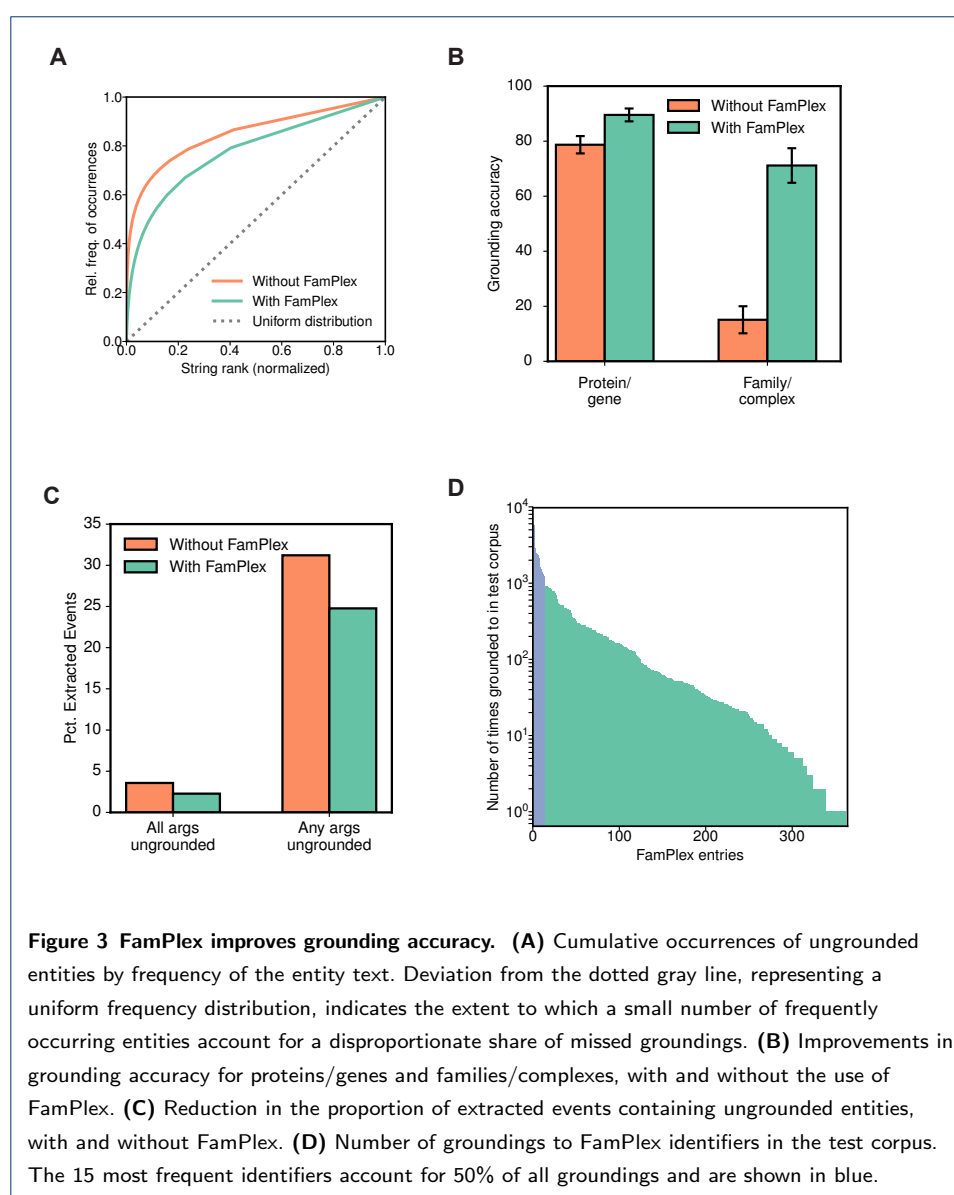 A
1.0
0.8
0.6
0.4
0.2
0.0
Rel. freq. of occurrences
Without FamPlex
With FamPlex
Uniform distribution
0.0 0.2 0.4 0.6 0.8 1.0
String rank (normalized)
B
100
80
60
40
20
0
Grounding accuracy
Without FamPlex
With FamPlex
Protein/
gene
Family/
complex
C
35
30
25
20
15
10
5
0
Pct. Extracted Events
Without FamPlex
With FamPlex
All args
ungrounded
Any args
ungrounded
D
10⁴
10³
10²
10¹
10⁰
Number of times grounded to in test corpus
0 100 200 300
FamPlex entries
Figure 3 FamPlex improves grounding accuracy. (A) Cumulative occurrences of ungrounded
entities by frequency of the entity text. Deviation from the dotted gray line, representing a
uniform frequency distribution, indicates the extent to which a small number of frequently
occurring entities account for a disproportionate share of missed groundings. (B) Improvements in
grounding accuracy for proteins/genes and families/complexes, with and without the use of
FamPlex. (C) Reduction in the proportion of extracted events containing ungrounded entities,
with and without FamPlex. (D) Number of groundings to FamPlex identifiers in the test corpus.
The 15 most frequent identifiers account for 50% of all groundings and are shown in blue.